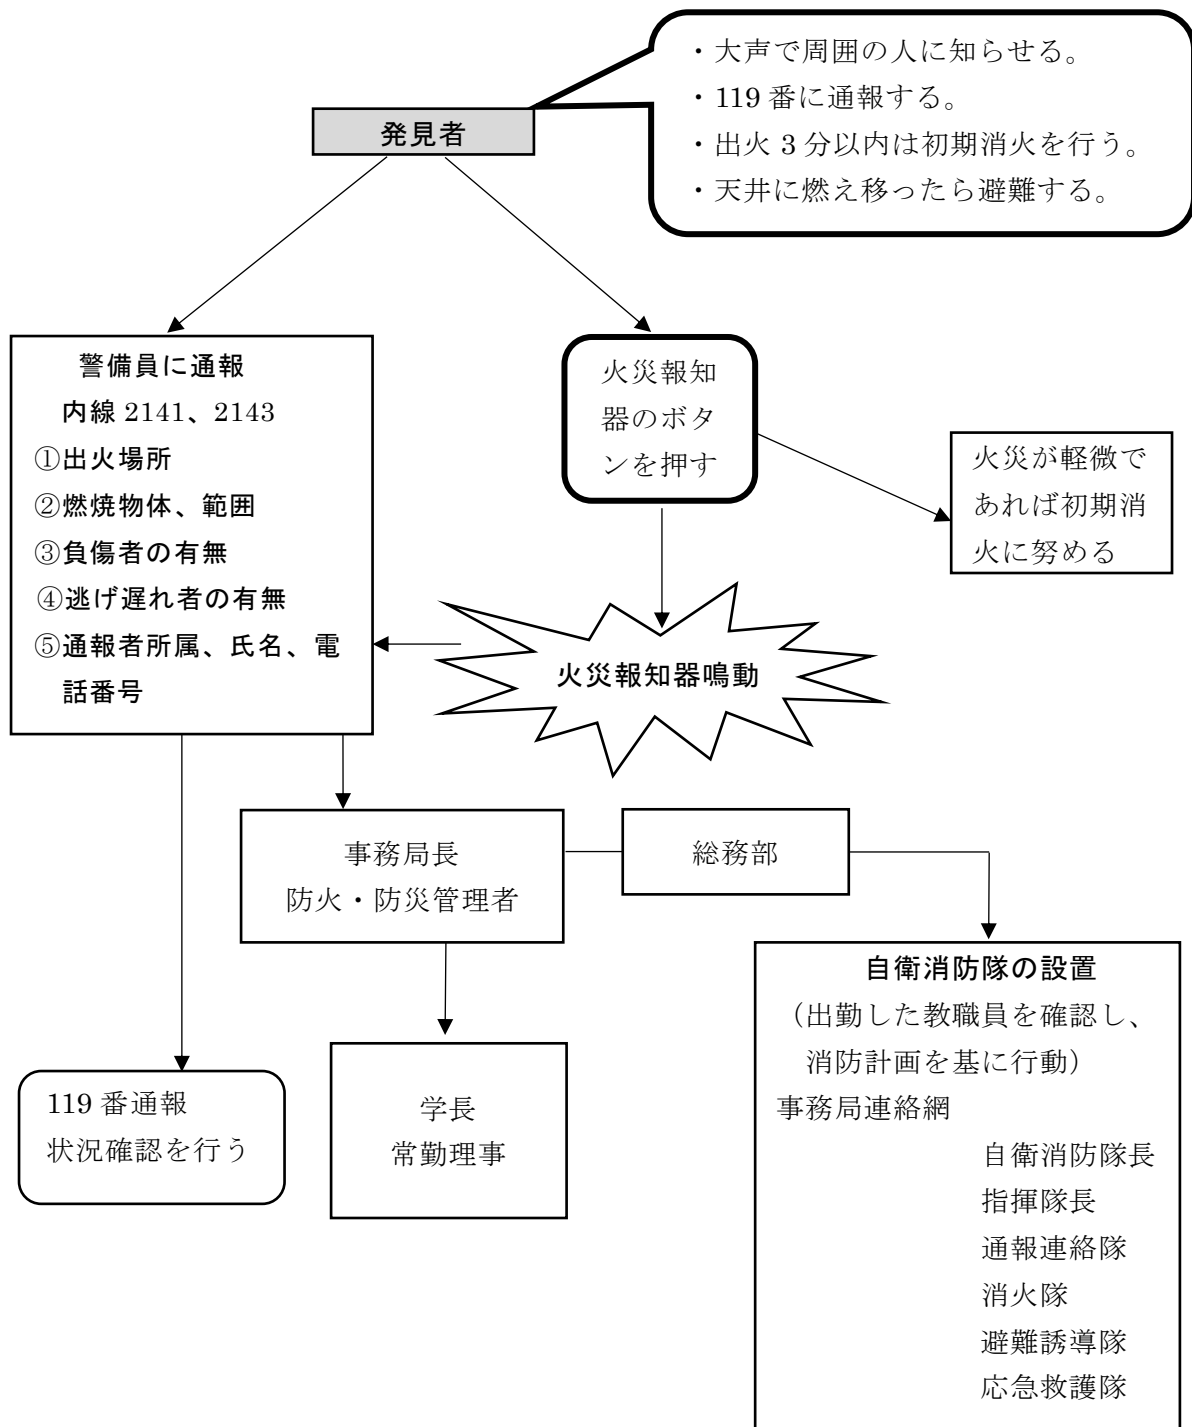 ・大声で周囲の人に知らせる。
・119 番に通報する。
・出火 3 分以内は初期消火を行う。
・天井に燃え移ったら避難する。
発見者
警備員に通報
内線 2141、2143
①出火場所
②燃焼物体、範囲
③負傷者の有無
④逃げ遅れ者の有無
⑤通報者所属、氏名、電
話番号
火災報知
器のボタ
ンを押す
火災が軽微で
あれば初期消
火に努める
火災報知器鳴動
事務局長
防火・防災管理者
総務部
自衛消防隊の設置
（出勤した教職員を確認し、
消防計画を基に行動）
事務局連絡網
自衛消防隊長
指揮隊長
通報連絡隊
消火隊
避難誘導隊
応急救護隊
119 番通報
状況確認を行う
学長
常勤理事